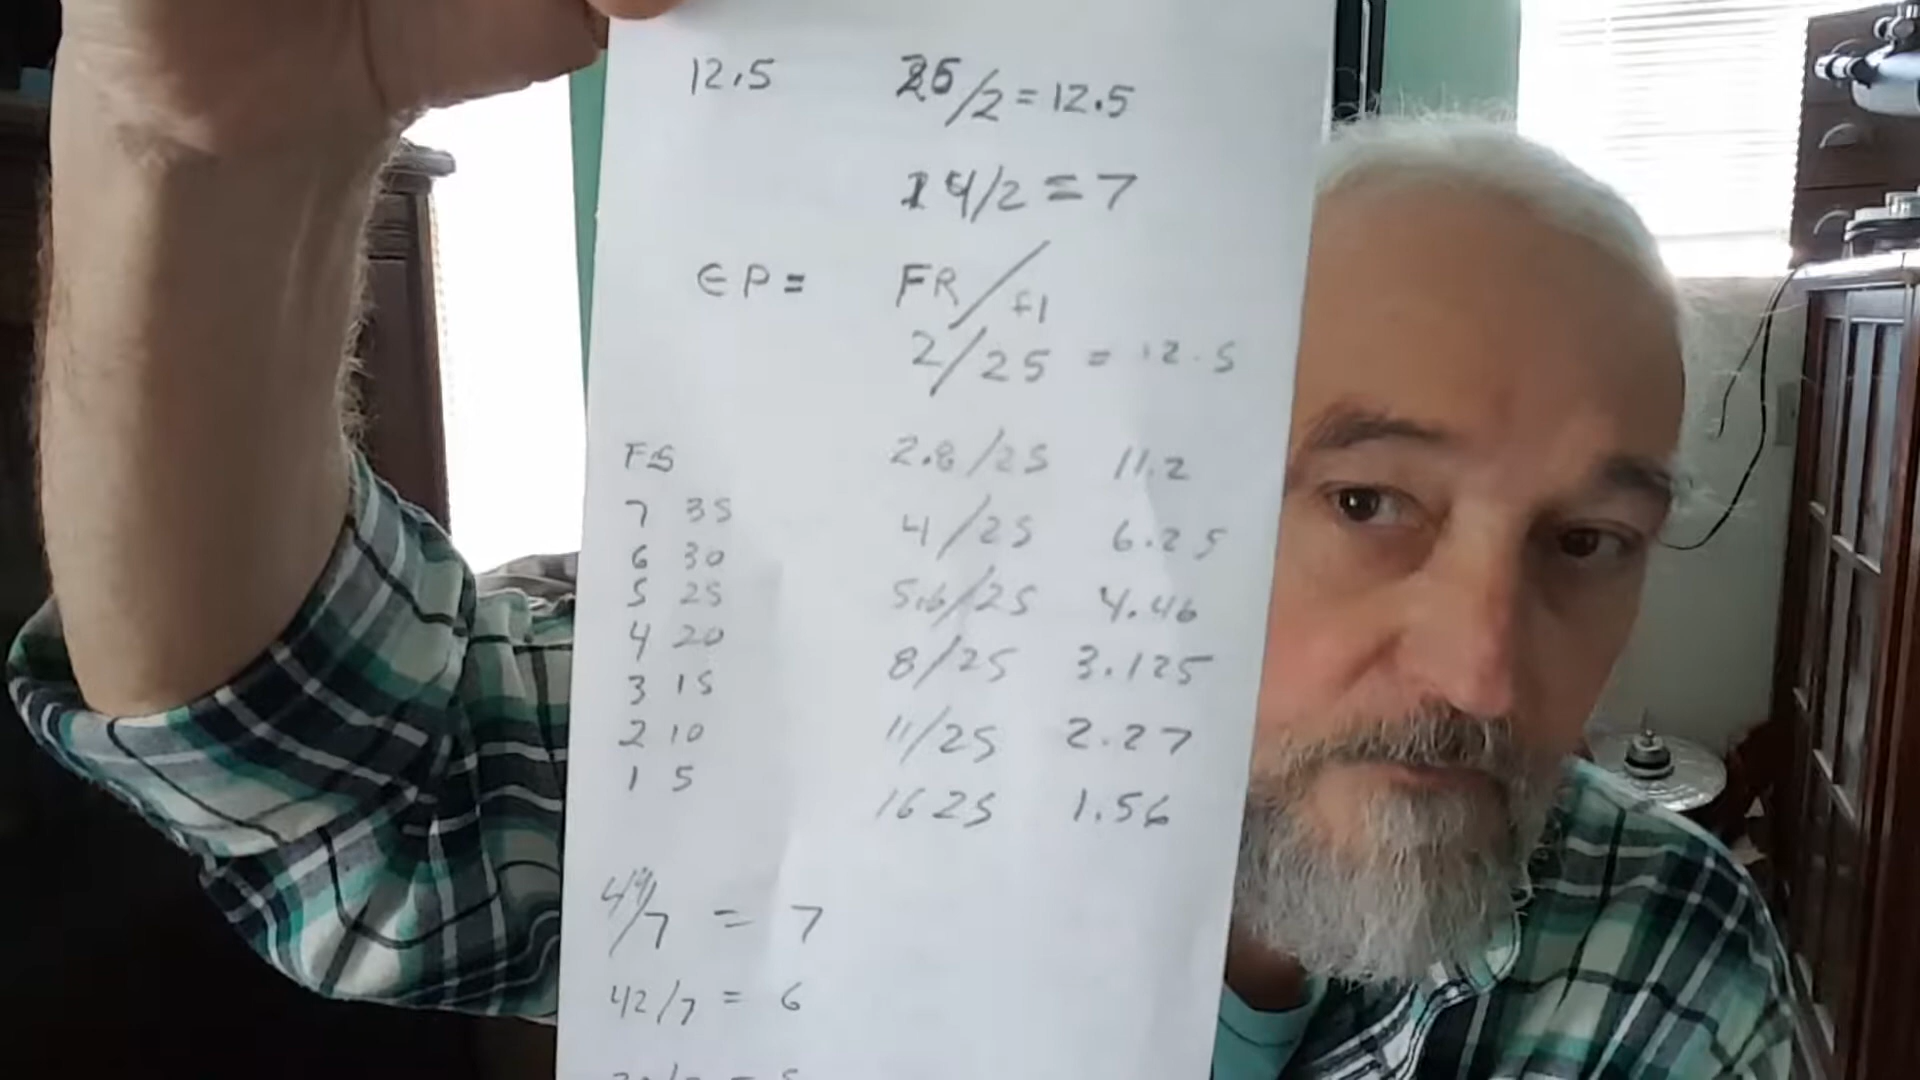 12.5 25/2 = 12.5
14/2 = 7
EP = FR/f1
2/25 = 12.5
FS 2.8/25 11.2
7 35
6 30 4/25 6.25
5 25 5.6/25 4.46
4 20
3 15 8/25 3.125
2 10 11/25 2.27
1 5
16 25 1.56
49/7 = 7
42/7 = 6
= 5